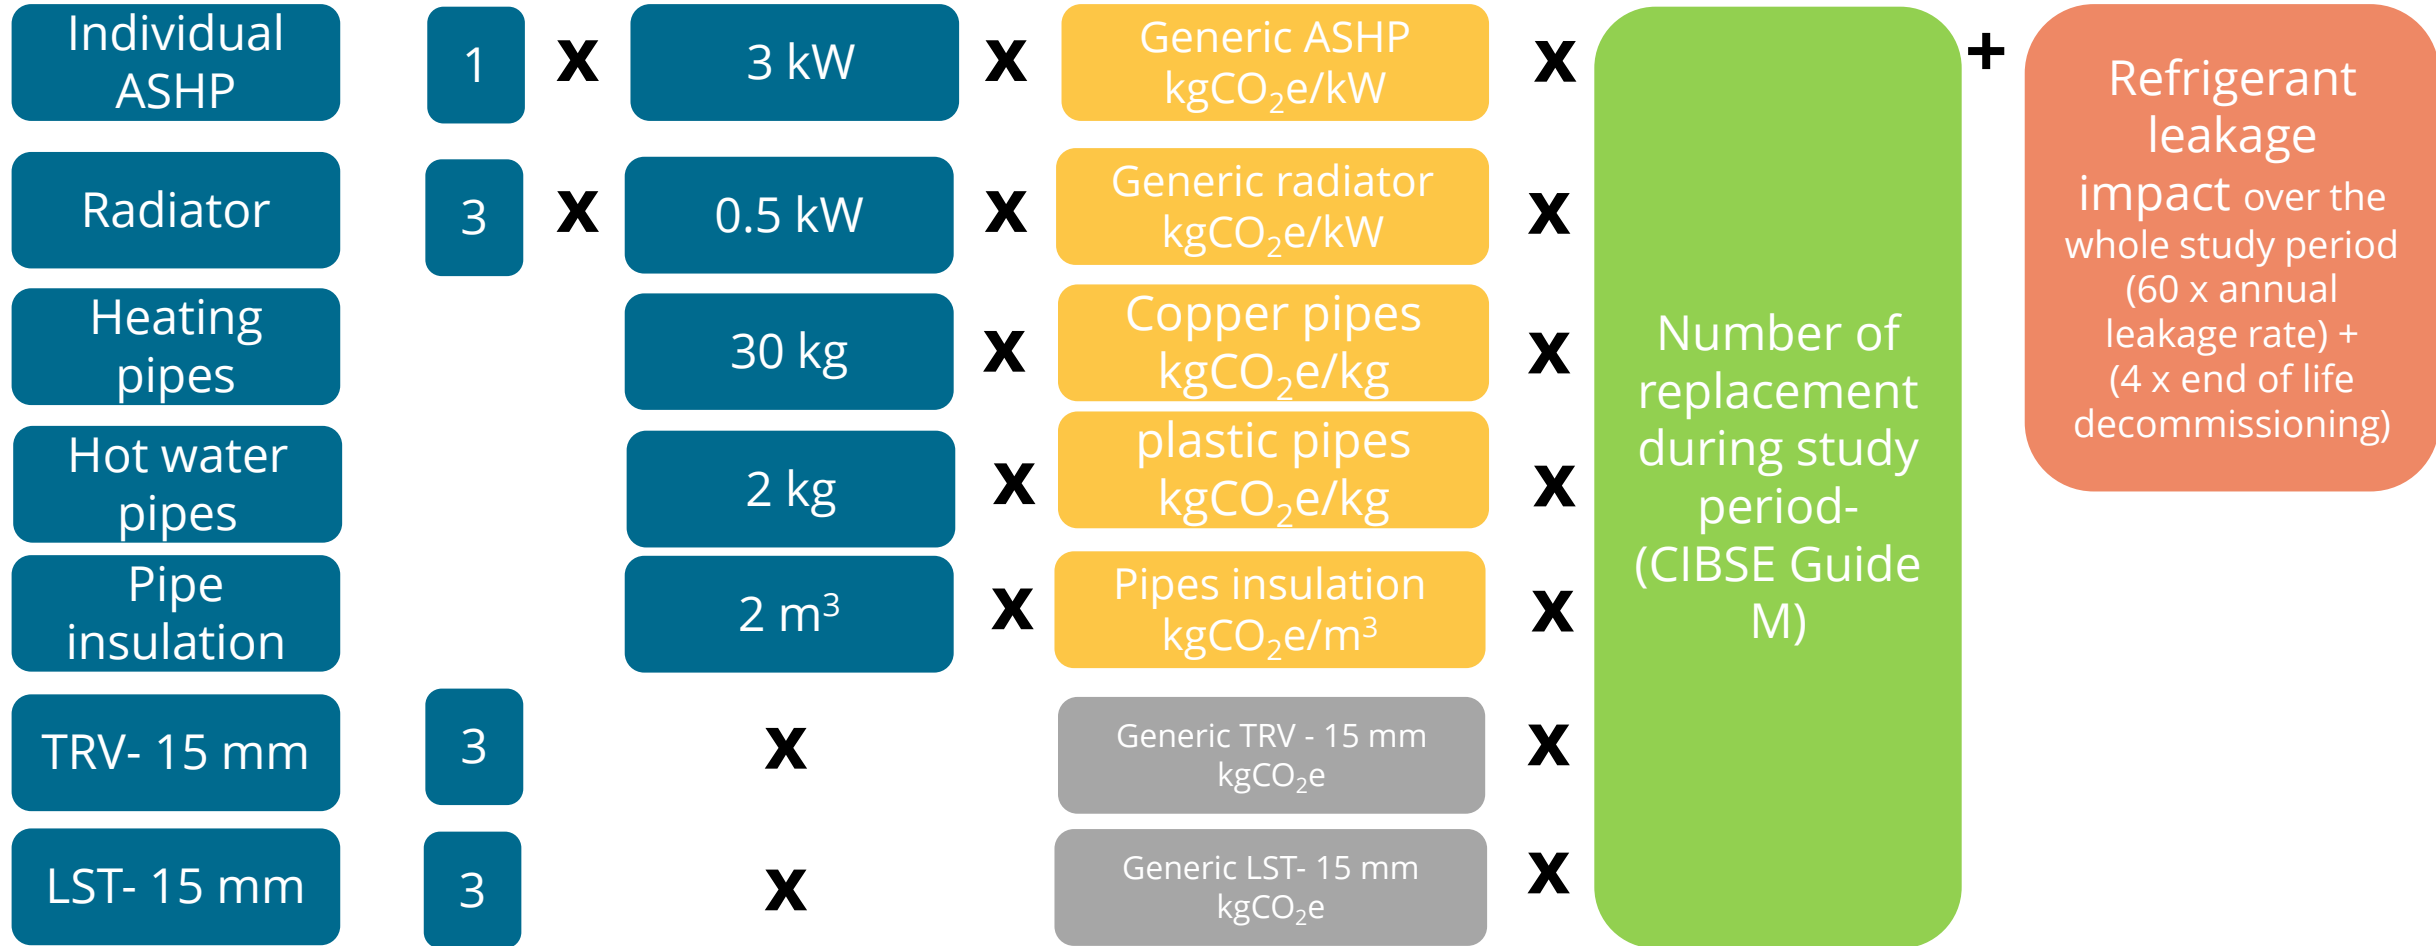 Individual
ASHP
1
x
3 kW
x
Generic ASHP
kgCO₂e/kW
x
Radiator
3
x
0.5 kW
x
Generic radiator
kgCO₂e/kW
x
Heating
pipes
30 kg
x
Copper pipes
kgCO₂e/kg
x
Hot water
pipes
2 kg
x
plastic pipes
kgCO₂e/kg
x
Pipe
insulation
2 m³
x
Pipes insulation
kgCO₂e/m³
x
TRV- 15 mm
3
x
Generic TRV - 15 mm
kgCO₂e
x
LST- 15 mm
3
x
Generic LST- 15 mm
kgCO₂e
x
Number of
replacement
during study
period-
(CIBSE Guide
M)
+
Refrigerant
leakage
impact over the
whole study period
(60 x annual
leakage rate) +
(4 x end of life
decommissioning)